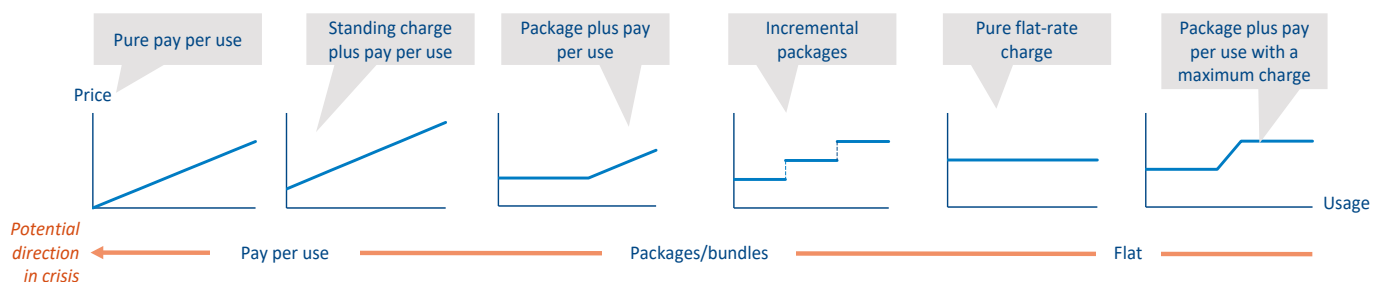 Pure pay per use
Standing charge
plus pay per use
Package plus pay
per use
Incremental
packages
Pure flat-rate
charge
Package plus pay
per use with a
maximum charge
Price
Usage
Potential
direction
in crisis
Pay per use
Packages/bundles
Flat